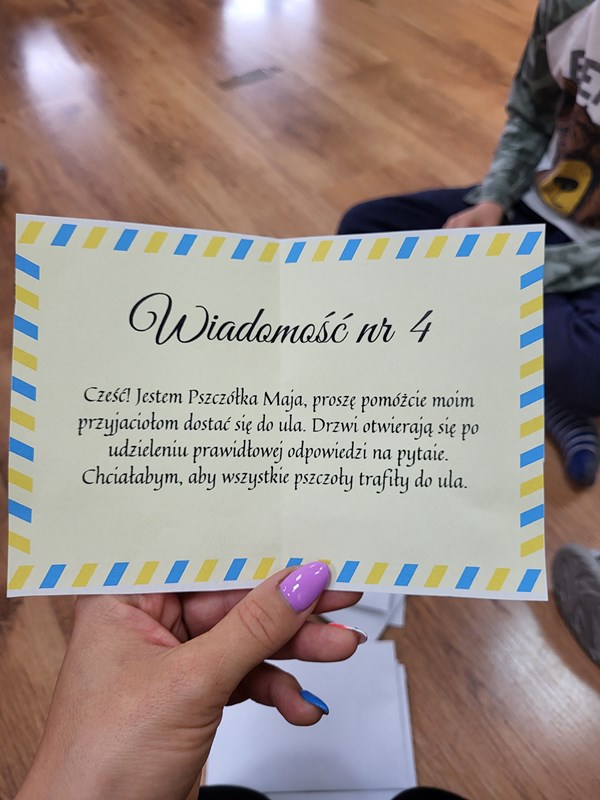 Wiadomość nr 4
Cześć! Jestem Pszczółka Maja, proszę pomóżcie moim
przyjaciołom dostać się do ula. Drzwi otwierają się po
udzieleniu prawidłowej odpowiedzi na pytaie.
Chciałabym, aby wszystkie pszczoły trafiły do ula.